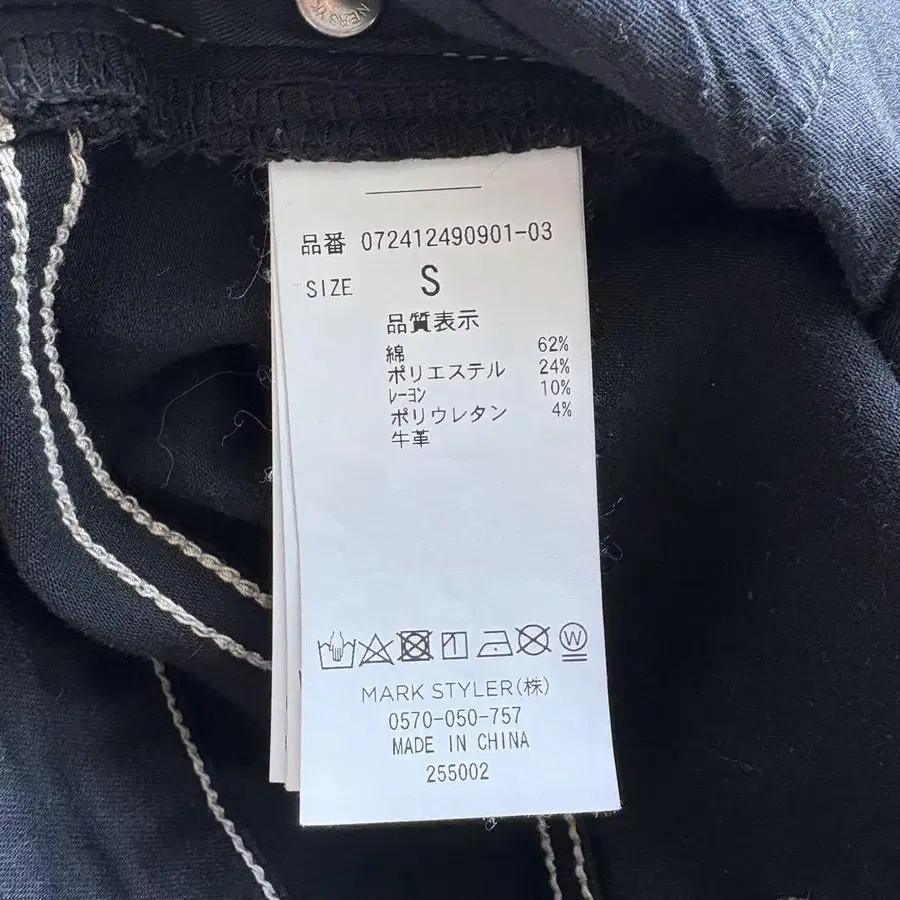 品番 072412490901-03
SIZE S
品質表示
綿 62%
ポリエステル 24%
レーヨン 10%
ポリウレタン 4%
牛革
W
MARK STYLER(株)
0570-050-757
MADE IN CHINA
255002